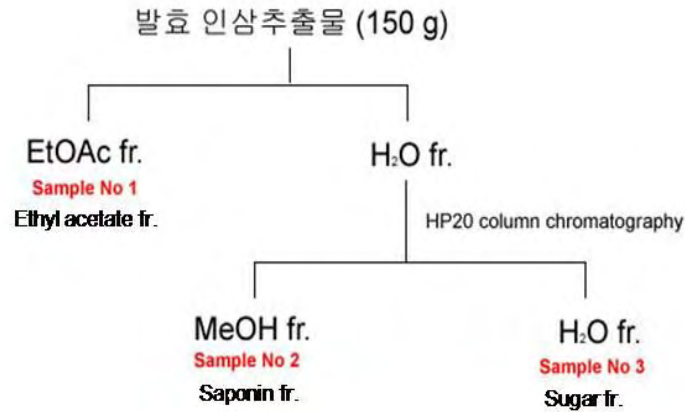 발효 인삼추출물 (150 g)
EtOAc fr.
Sample No 1
Ethyl acetate fr.
H₂O fr.
HP20 column chromatography
MeOH fr.
Sample No 2
Saponin fr.
H₂O fr.
Sample No 3
Sugar fr.